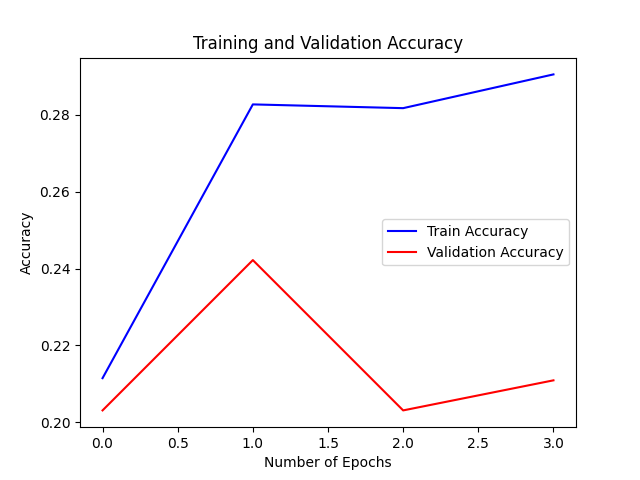 Training and Validation Accuracy
Accuracy
0.28
0.26
0.24
0.22
0.20
Train Accuracy
Validation Accuracy
0.0 0.5 1.0 1.5 2.0 2.5 3.0
Number of Epochs